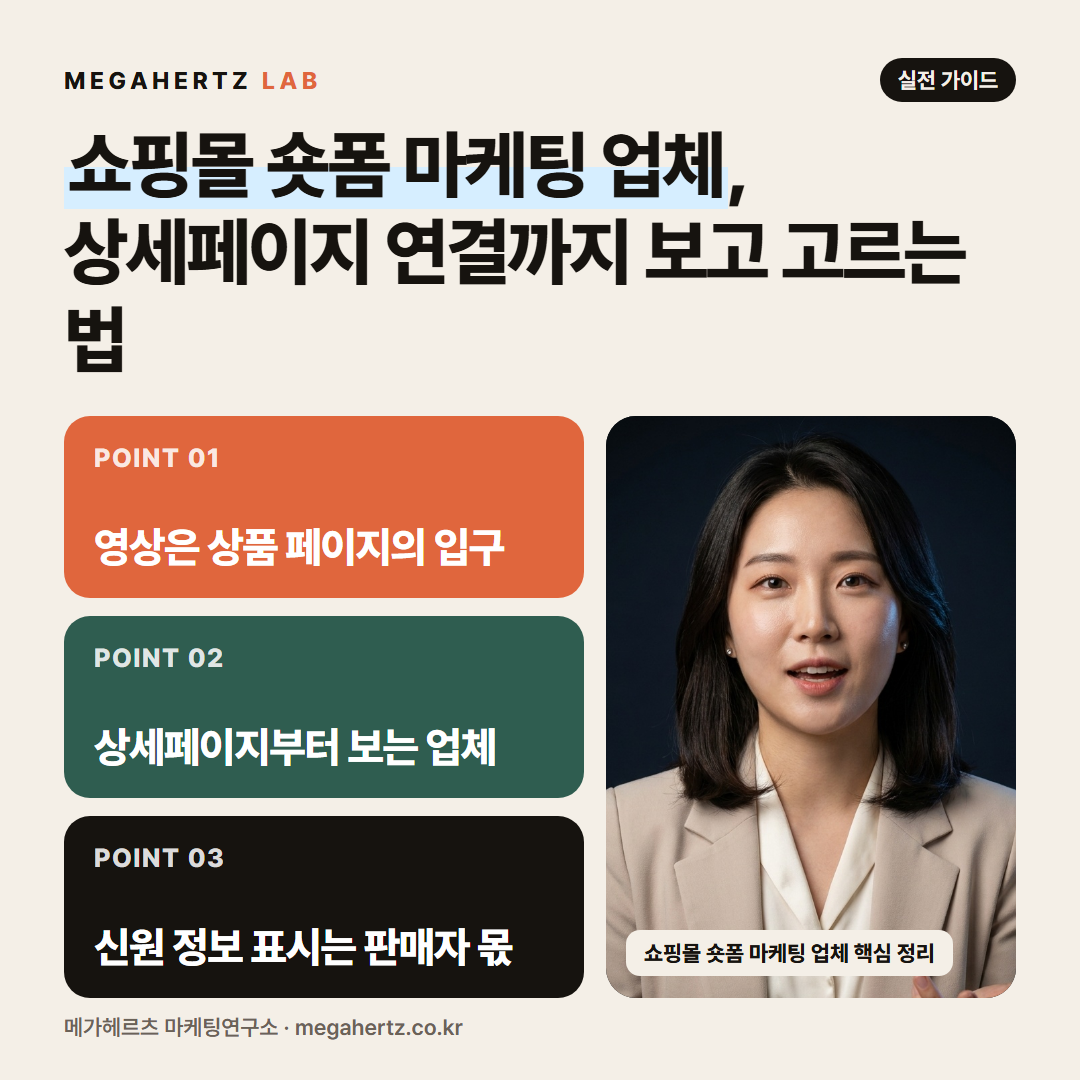 MEGAHERTZ LAB
실전 가이드
쇼핑몰 숏폼 마케팅 업체,
상세페이지 연결까지 보고 고르는
법
POINT 01
영상은 상품 페이지의 입구
POINT 02
상세페이지부터 보는 업체
POINT 03
신원 정보 표시는 판매자 몫
쇼핑몰 숏폼 마케팅 업체 핵심 정리
메가헤르츠 마케팅연구소 · megahertz.co.kr